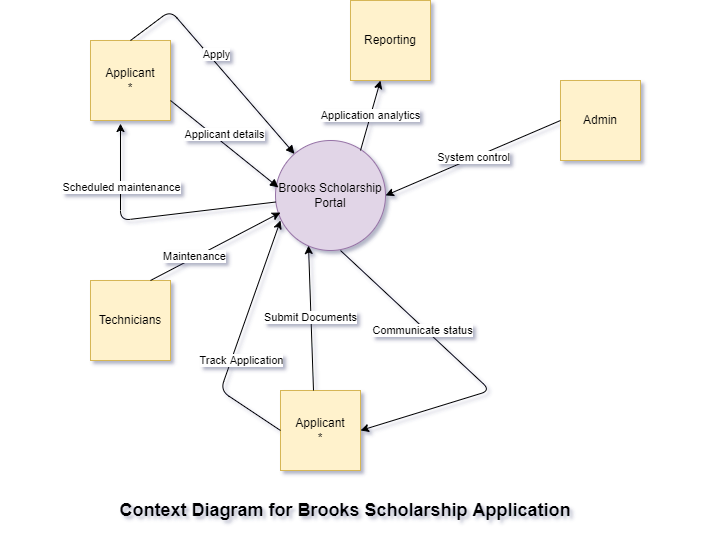 Reporting
Apply
Applicant
*
Application analytics
Admin
Applicant details
System control
Scheduled maintenance
Brooks Scholarship
Portal
Maintenance
Technicians
Submit Documents
Communicate status
Track Application
Applicant
*
Context Diagram for Brooks Scholarship Application